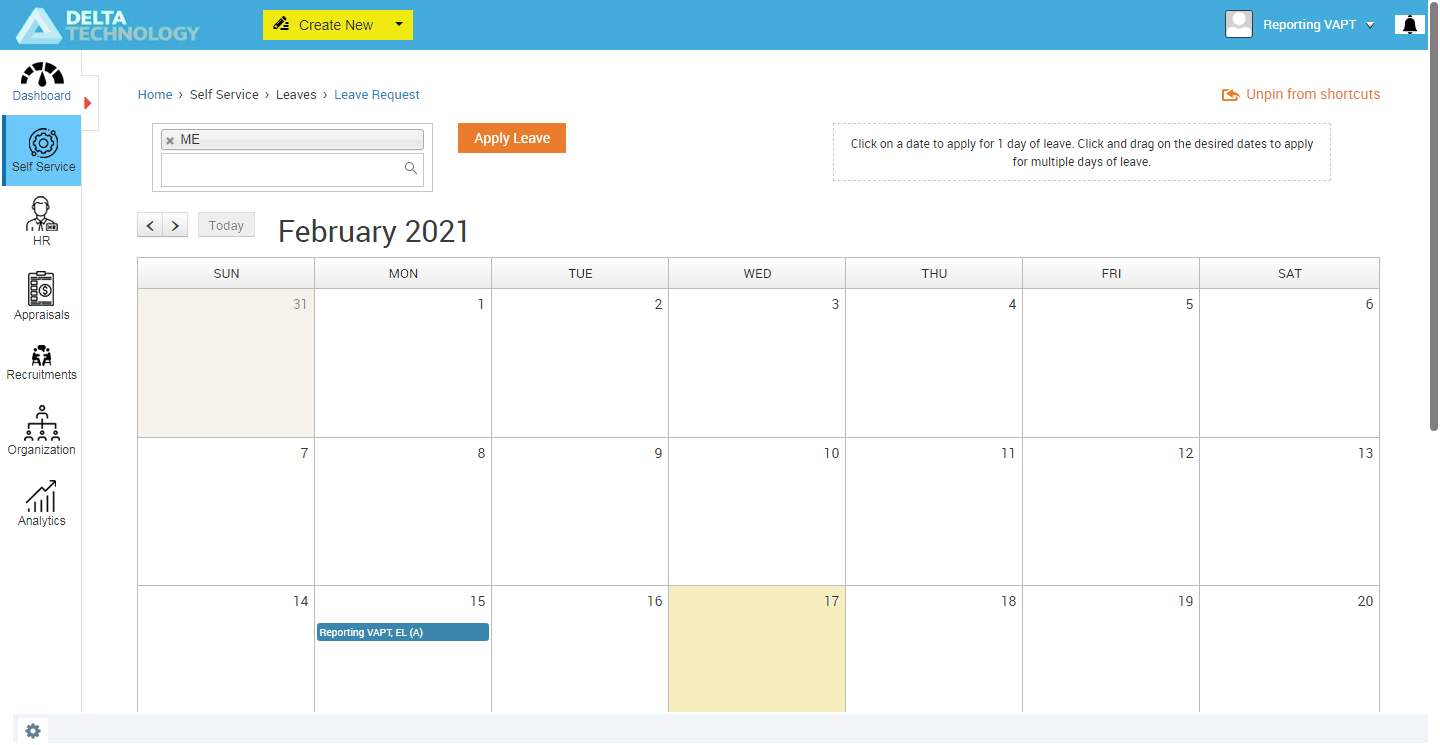 DELTA
TECHNOLOGY
Create New
Reporting VAPT
Dashboard
Self Service
HR
Appraisals
Recruitments
Organization
Analytics
Home › Self Service › Leaves › Leave Request
Unpin from shortcuts
× ME
Apply Leave
Click on a date to apply for 1 day of leave. Click and drag on the desired dates to apply
for multiple days of leave.
Today
February 2021
SUN MON TUE WED THU FRI SAT
31 1 2 3 4 5 6
7 8 9 10 11 12 13
14 15 16 17 18 19 20
Reporting VAPT, EL (A)